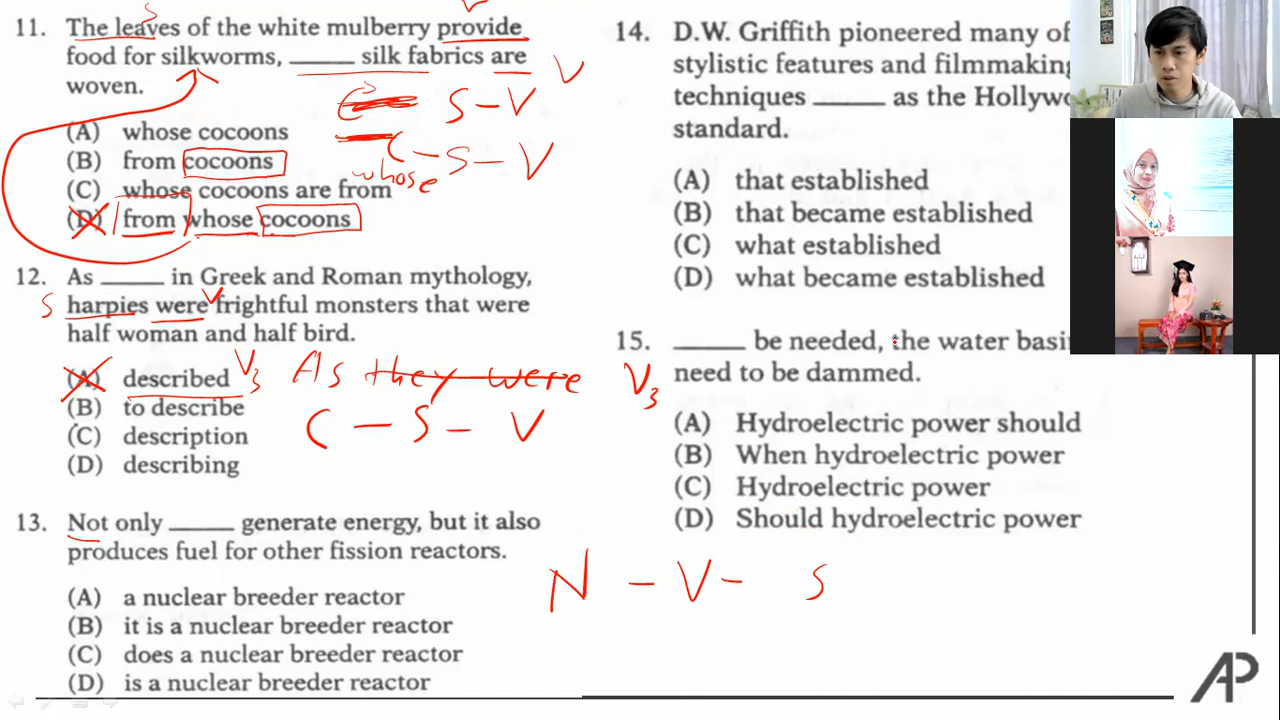 11. The leaves of the white mulberry provide
food for silkworms, ______ silk fabrics are
woven.
(A) whose cocoons
(B) from cocoons
(C) whose cocoons are from
(D) from whose cocoons
S
V
V
S – V
C – S – V
whose
12. As ______ in Greek and Roman mythology,
harpies were frightful monsters that were
half woman and half bird.
(A) described
(B) to describe
(C) description
(D) describing
S
V
V3
As they were
C – S – V
13. Not only ______ generate energy, but it also
produces fuel for other fission reactors.
(A) a nuclear breeder reactor
(B) it is a nuclear breeder reactor
(C) does a nuclear breeder reactor
(D) is a nuclear breeder reactor
N – V – S
14. D.W. Griffith pioneered many of
stylistic features and filmmaking
techniques ______ as the Hollywo
standard.
(A) that established
(B) that became established
(C) what established
(D) what became established
15. ______ be needed, the water basi
need to be dammed.
V3
(A) Hydroelectric power should
(B) When hydroelectric power
(C) Hydroelectric power
(D) Should hydroelectric power
AP